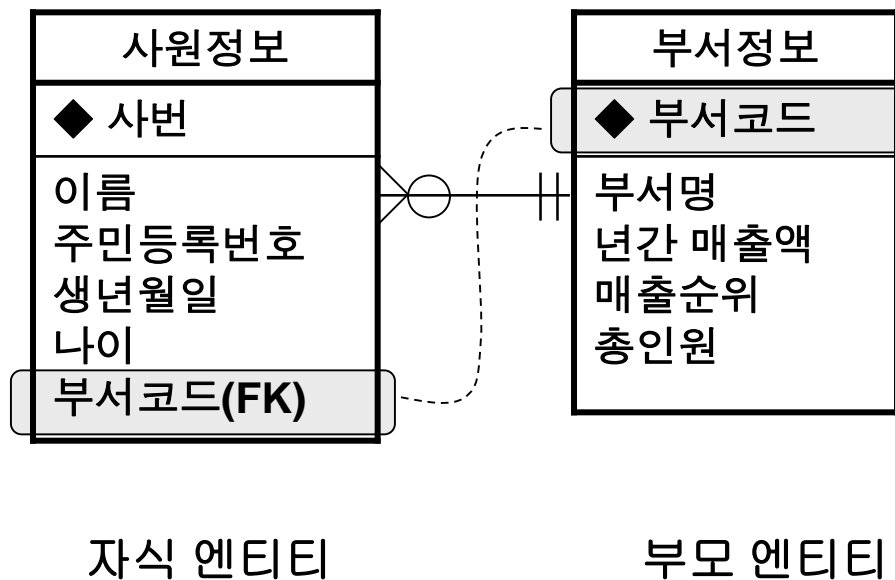 사원정보
◆ 사번
이름
주민등록번호
생년월일
나이
부서코드(FK)
자식 엔티티
부서정보
◆ 부서코드
부서명
년간 매출액
매출순위
총인원
부모 엔티티